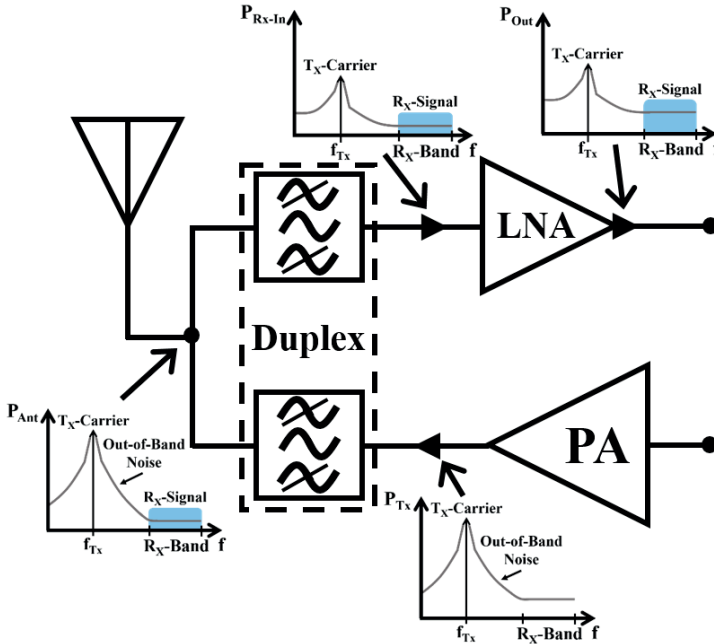 P_Rx-In
T_X-Carrier
R_X-Signal
f_Tx
R_X-Band
f
P_Out
T_X-Carrier
R_X-Signal
f_Tx
R_X-Band
f
LNA
Duplex
P_Ant
T_X-Carrier
Out-of-Band
Noise
R_X-Signal
f_Tx
R_X-Band
f
PA
P_Tx
T_X-Carrier
Out-of-Band
Noise
f_Tx
R_X-Band
f